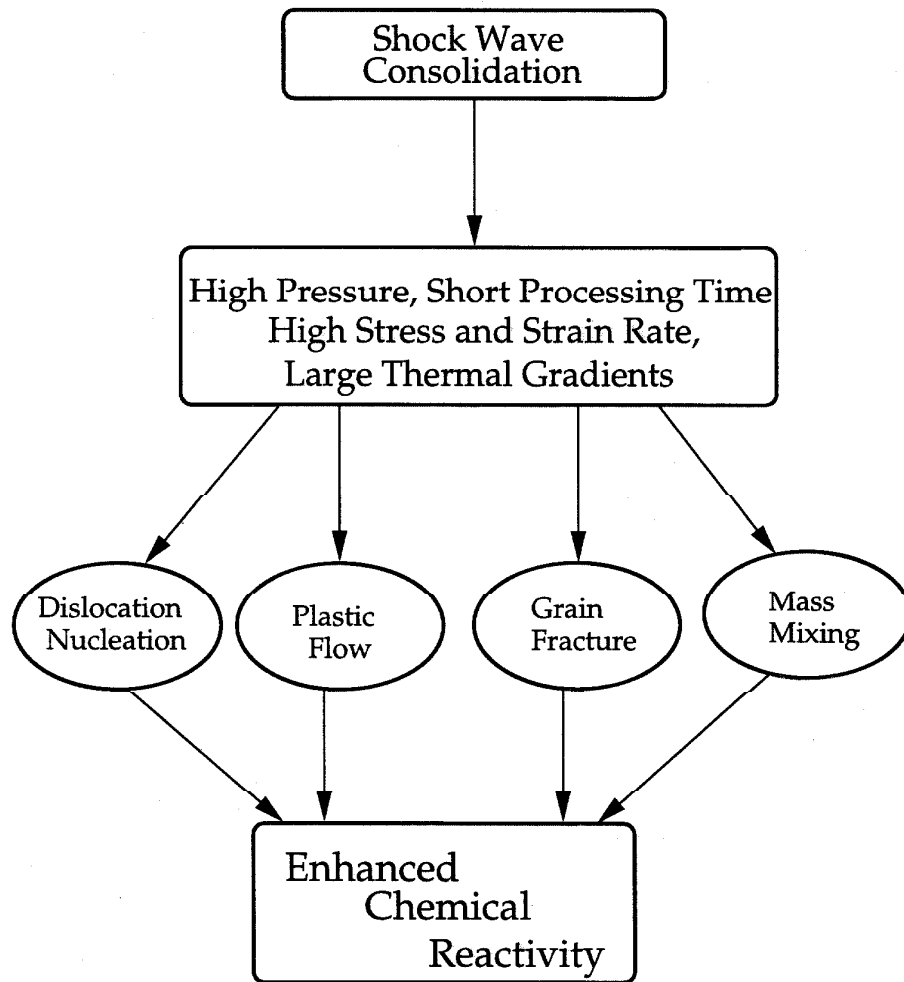 Shock Wave
Consolidation
High Pressure, Short Processing Time
High Stress and Strain Rate,
Large Thermal Gradients
Dislocation
Nucleation
Plastic
Flow
Grain
Fracture
Mass
Mixing
Enhanced
Chemical
Reactivity